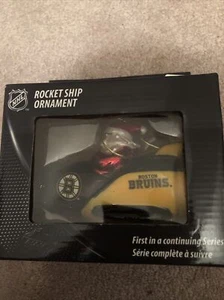 NHL
ROCKET SHIP
ORNAMENT
B
BOSTON
BRUINS
First in a continuing Series
Série complète à suivre